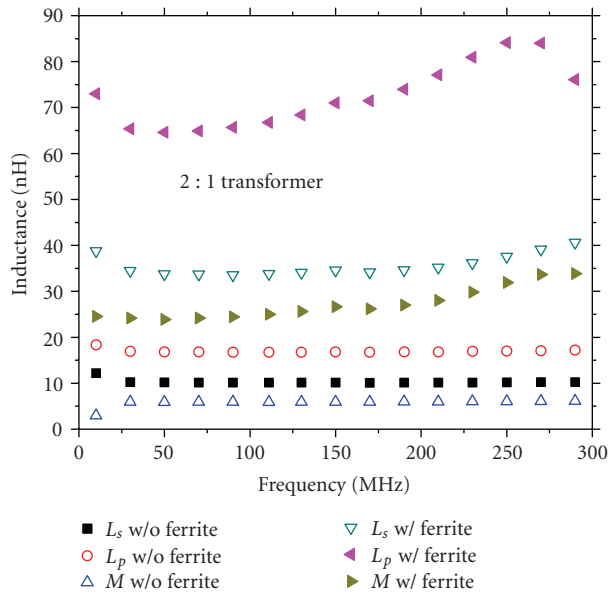 90
80
70
60
50
40
30
20
10
0
Inductance (nH)
2 : 1 transformer
0
50
100
150
200
250
300
Frequency (MHz)
Ls w/o ferrite
Lp w/o ferrite
M w/o ferrite
Ls w/ ferrite
Lp w/ ferrite
M w/ ferrite